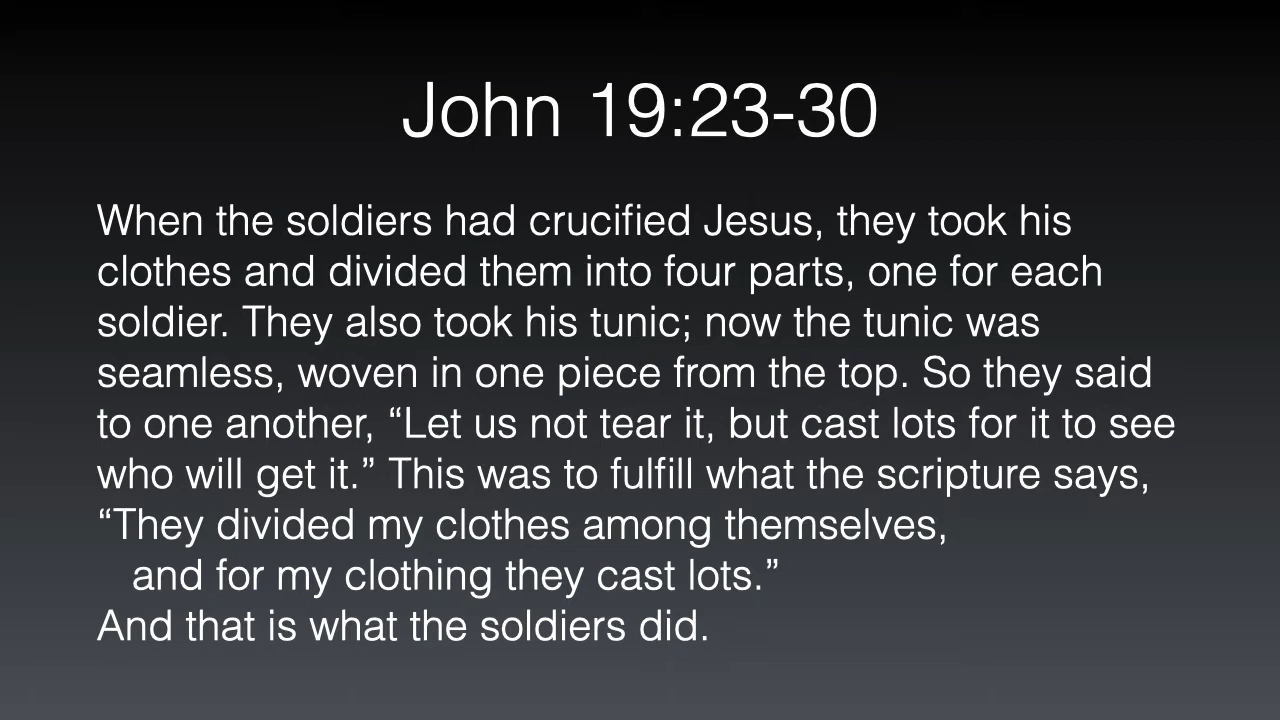 John 19:23-30
When the soldiers had crucified Jesus, they took his
clothes and divided them into four parts, one for each
soldier. They also took his tunic; now the tunic was
seamless, woven in one piece from the top. So they said
to one another, “Let us not tear it, but cast lots for it to see
who will get it.” This was to fulfill what the scripture says,
“They divided my clothes among themselves,
and for my clothing they cast lots.”
And that is what the soldiers did.